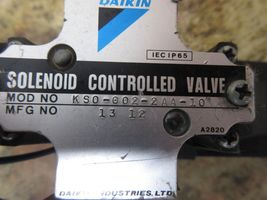 DAIKIN
IEC IP65
SOLENOID CONTROLLED VALVE
MOD NO KSO-G02-2AA-10
MFG NO 13 12
A2820
DAIKIN INDUSTRIES, LTD.